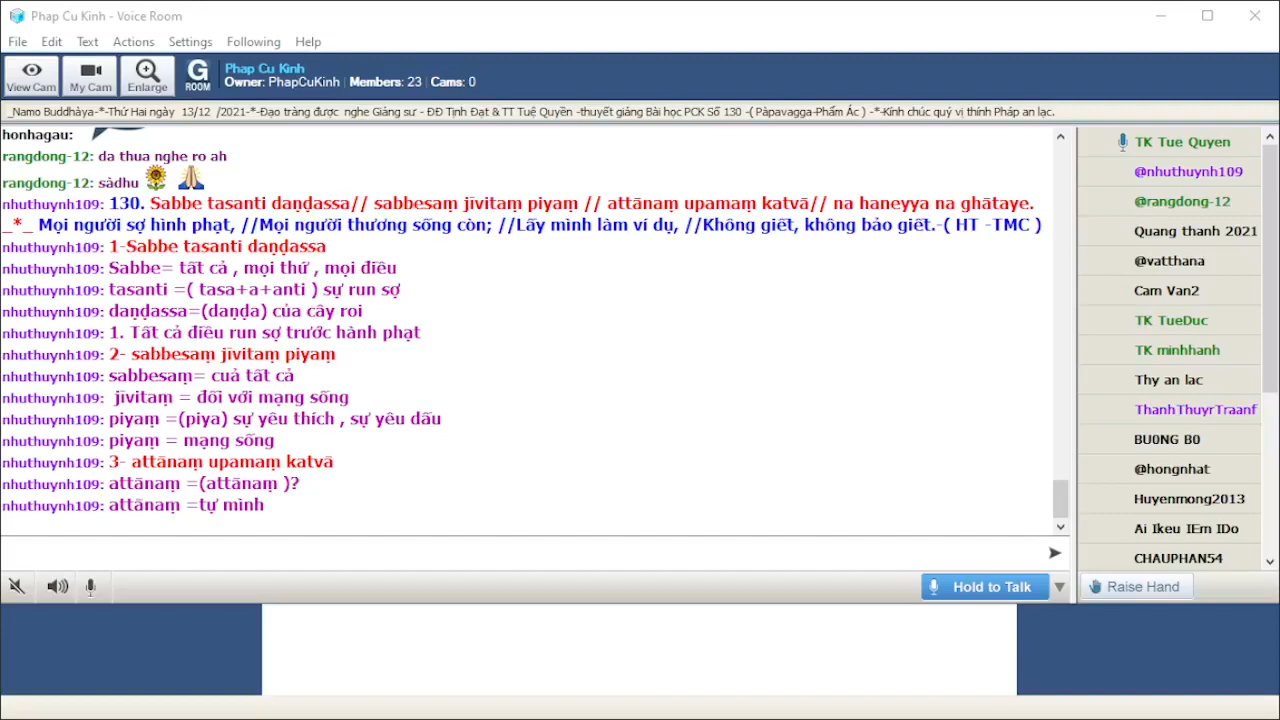 Phap Cu Kinh - Voice Room
File Edit Text Actions Settings Following Help
View Cam My Cam Enlarge G ROOM
Phap Cu Kinh
Owner: PhapCuKinh | Members: 23 | Cams: 0
_Namo Buddhàya-*-Thứ Hai ngày 13/12 /2021-*-Đạo tràng được nghe Giảng sư - ĐĐ Tịnh Đạt & TT Tuệ Quyền -thuyết giảng Bài học PCK Số 130 -( Pàpavagga-Phẩm Ác ) -*-Kính chúc quý vị thính Pháp an lạc.
honhagau:
rangdong-12: da thua nghe ro ah
rangdong-12: sàdhu
nhuthuynh109: 130. Sabbe tasanti daṇḍassa// sabbesaṃ jīvitaṃ piyaṃ // attānaṃ upamaṃ katvā// na haneyya na ghātaye.
_*_ Mọi người sợ hình phạt, //Mọi người thương sống còn; //Lấy mình làm ví dụ, //Không giết, không bảo giết.-( HT -TMC )
nhuthuynh109: 1-Sabbe tasanti daṇḍassa
nhuthuynh109: Sabbe= tất cả , mọi thứ , mọi điều
nhuthuynh109: tasanti =( tasa+a+anti ) sự run sợ
nhuthuynh109: daṇḍassa=(daṇḍa) của cây roi
nhuthuynh109: 1. Tất cả điều run sợ trước hành phạt
nhuthuynh109: 2- sabbesaṃ jīvitaṃ piyaṃ
nhuthuynh109: sabbesaṃ= cuả tất cả
nhuthuynh109: jīvitaṃ = đối với mạng sống
nhuthuynh109: piyaṃ =(piya) sự yêu thích , sự yêu dấu
nhuthuynh109: piyaṃ = mạng sống
nhuthuynh109: 3- attānaṃ upamaṃ katvā
nhuthuynh109: attānaṃ =(attānaṃ )?
nhuthuynh109: attānaṃ =tự mình
TK Tue Quyen
@nhuthuynh109
@rangdong-12
Quang thanh 2021
@vatthana
Cam Van2
TK TueDuc
TK minhhanh
Thy an lac
ThanhThuyrTraanf
BU0NG B0
@hongnhat
Huyenmong2013
Ai Ikeu IEm IDo
CHAUPHAN54
Hold to Talk
Raise Hand